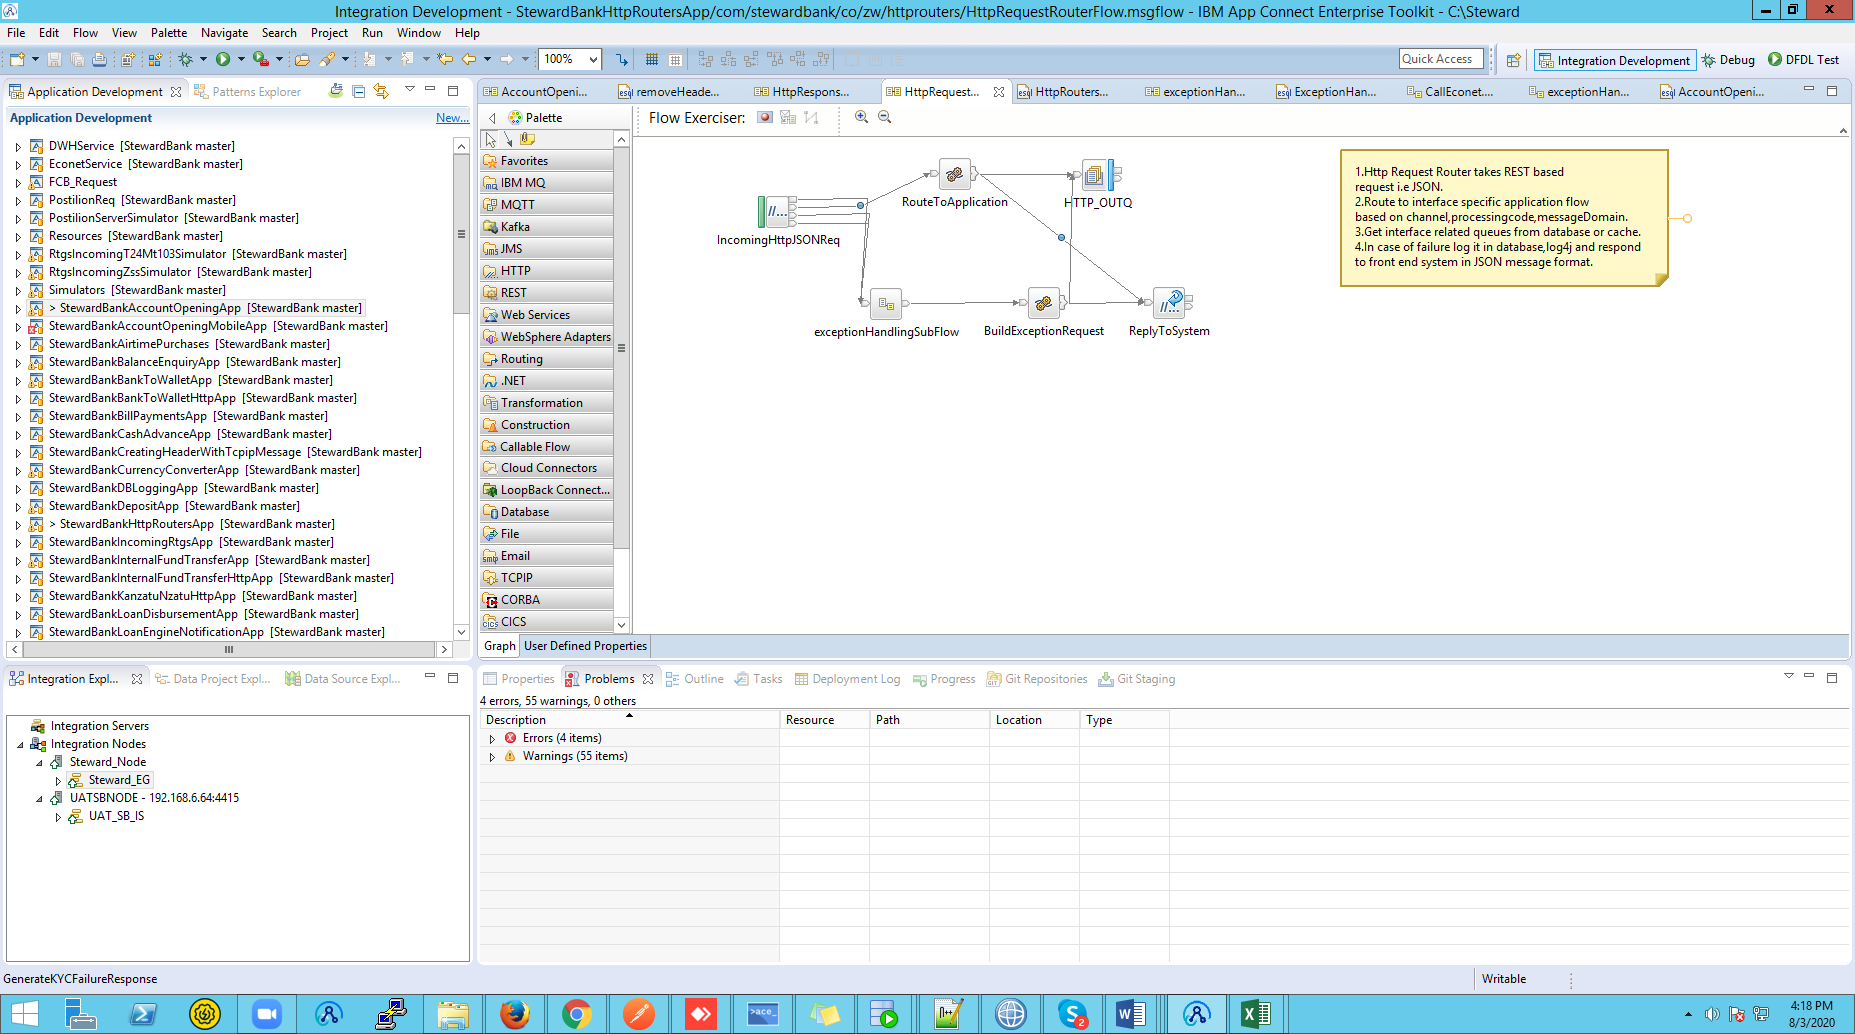 Integration Development - StewardBankHttpRoutersApp/com/stewardbank/co/zw/httprouters/HttpRequestRouterFlow.msgflow - IBM App Connect Enterprise Toolkit - C:\Steward
File Edit Flow View Palette Navigate Search Project Run Window Help
100%
Quick Access
Integration Development
Debug
DFDL Test
Application Development
Patterns Explorer
Application Development
New...
DWHService [StewardBank master]
EconetService [StewardBank master]
FCB_Request
PostilionReq [StewardBank master]
PostilionServerSimulator [StewardBank master]
Resources [StewardBank master]
RtgsIncomingT24Mt103Simulator [StewardBank master]
RtgsIncomingZssSimulator [StewardBank master]
Simulators [StewardBank master]
> StewardBankAccountOpeningApp [StewardBank master]
StewardBankAccountOpeningMobileApp [StewardBank master]
StewardBankAirtimePurchases [StewardBank master]
StewardBankBalanceEnquiryApp [StewardBank master]
StewardBankBankToWalletApp [StewardBank master]
StewardBankBankToWalletHttpApp [StewardBank master]
StewardBankBillPaymentsApp [StewardBank master]
StewardBankCashAdvanceApp [StewardBank master]
StewardBankCreatingHeaderWithTcpipMessage [StewardBank master]
StewardBankCurrencyConverterApp [StewardBank master]
StewardBankDBLoggingApp [StewardBank master]
StewardBankDepositApp [StewardBank master]
> StewardBankHttpRoutersApp [StewardBank master]
StewardBankIncomingRtgsApp [StewardBank master]
StewardBankInternalFundTransferApp [StewardBank master]
StewardBankInternalFundTransferHttpApp [StewardBank master]
StewardBankKanzatuNzatuHttpApp [StewardBank master]
StewardBankLoanDisbursementApp [StewardBank master]
StewardBankLoanEngineNotificationApp [StewardBank master]
AccountOpeni...
removeHeade...
HttpRespons...
HttpRequest...
HttpRouters...
exceptionHan...
ExceptionHan...
CallEconet....
exceptionHan...
AccountOpeni...
Palette
Flow Exerciser:
Favorites
IBM MQ
MQTT
Kafka
JMS
HTTP
REST
Web Services
WebSphere Adapters
Routing
.NET
Transformation
Construction
Callable Flow
Cloud Connectors
LoopBack Connect...
Database
File
Email
TCPIP
CORBA
CICS
IncomingHttpJSONReq
RouteToApplication
HTTP_OUTQ
exceptionHandlingSubFlow
BuildExceptionRequest
ReplyToSystem
1.Http Request Router takes REST based
request i.e JSON.
2.Route to interface specific application flow
based on channel,processingcode,messageDomain.
3.Get interface related queues from database or cache.
4.In case of failure log it in database,log4j and respond
to front end system in JSON message format.
Graph
User Defined Properties
Integration Expl...
Data Project Expl...
Data Source Expl...
Integration Servers
Integration Nodes
Steward_Node
Steward_EG
UATSBNODE - 192.168.6.64:4415
UAT_SB_IS
Properties
Problems
Outline
Tasks
Deployment Log
Progress
Git Repositories
Git Staging
4 errors, 55 warnings, 0 others
Description Resource Path Location Type
Errors (4 items)
Warnings (55 items)
GenerateKYCFailureResponse
Writable
4:18 PM
8/3/2020